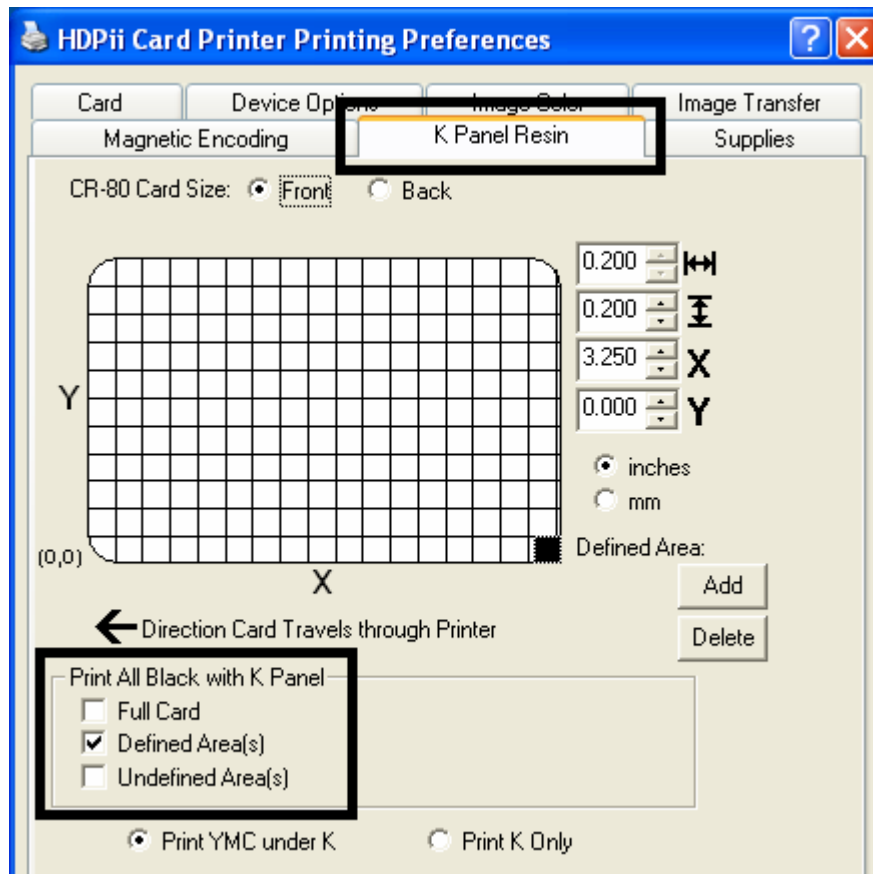 HDPii Card Printer Printing Preferences
Card Device Options Image Color Image Transfer
Magnetic Encoding K Panel Resin Supplies
CR-80 Card Size: Front Back
0.200
0.200
3.250 X
0.000 Y
Y
inches
mm
(0,0)
X
Defined Area:
Add
Direction Card Travels through Printer
Delete
Print All Black with K Panel
Full Card
Defined Area(s)
Undefined Area(s)
Print YMC under K Print K Only